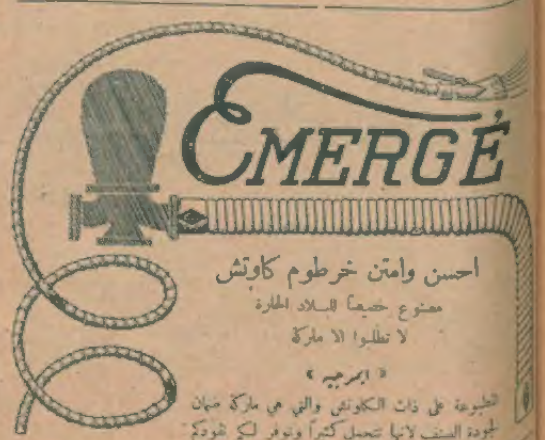 EMERGÉ
احسن وامتن خرطوم كاوتش
مصنوع خصيصاً للبلاد الحارة
لا تطلبوا الا ماركة
« ايمرجيه »
المطبوعة على ذات الكاوتش والتي هي ماركة ضمان
لجودة الصنف لانها تتحمل كثيراً وتوفر لكم نقودكم